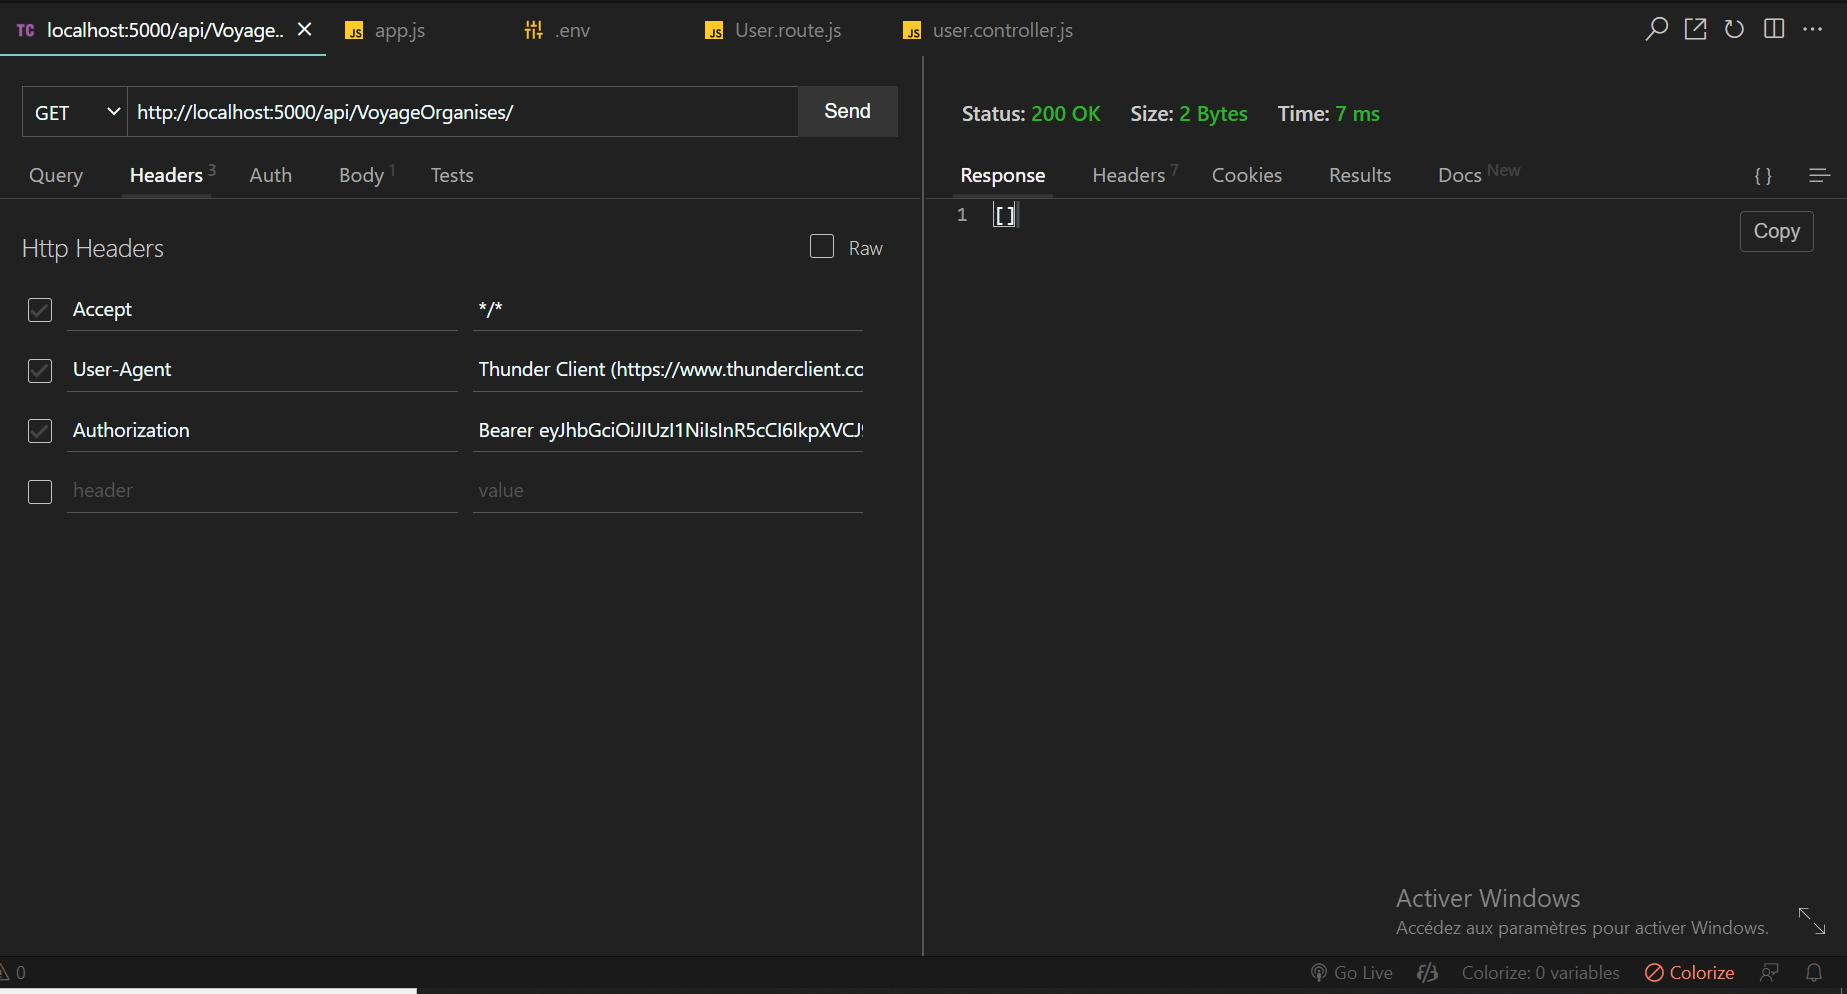 TC localhost:5000/api/Voyage.. JS app.js .env JS User.route.js JS user.controller.js
GET http://localhost:5000/api/VoyageOrganises/ Send
Status: 200 OK Size: 2 Bytes Time: 7 ms
Query Headers 3 Auth Body 1 Tests
Response Headers 7 Cookies Results Docs New { }
1 []
Copy
Http Headers Raw
Accept */*
User-Agent Thunder Client (https://www.thunderclient.co
Authorization Bearer eyJhbGciOiJIUzI1NiIsInR5cCI6IkpXVCJ9
header value
Activer Windows
Accédez aux paramètres pour activer Windows.
0 Go Live Colorize: 0 variables Colorize